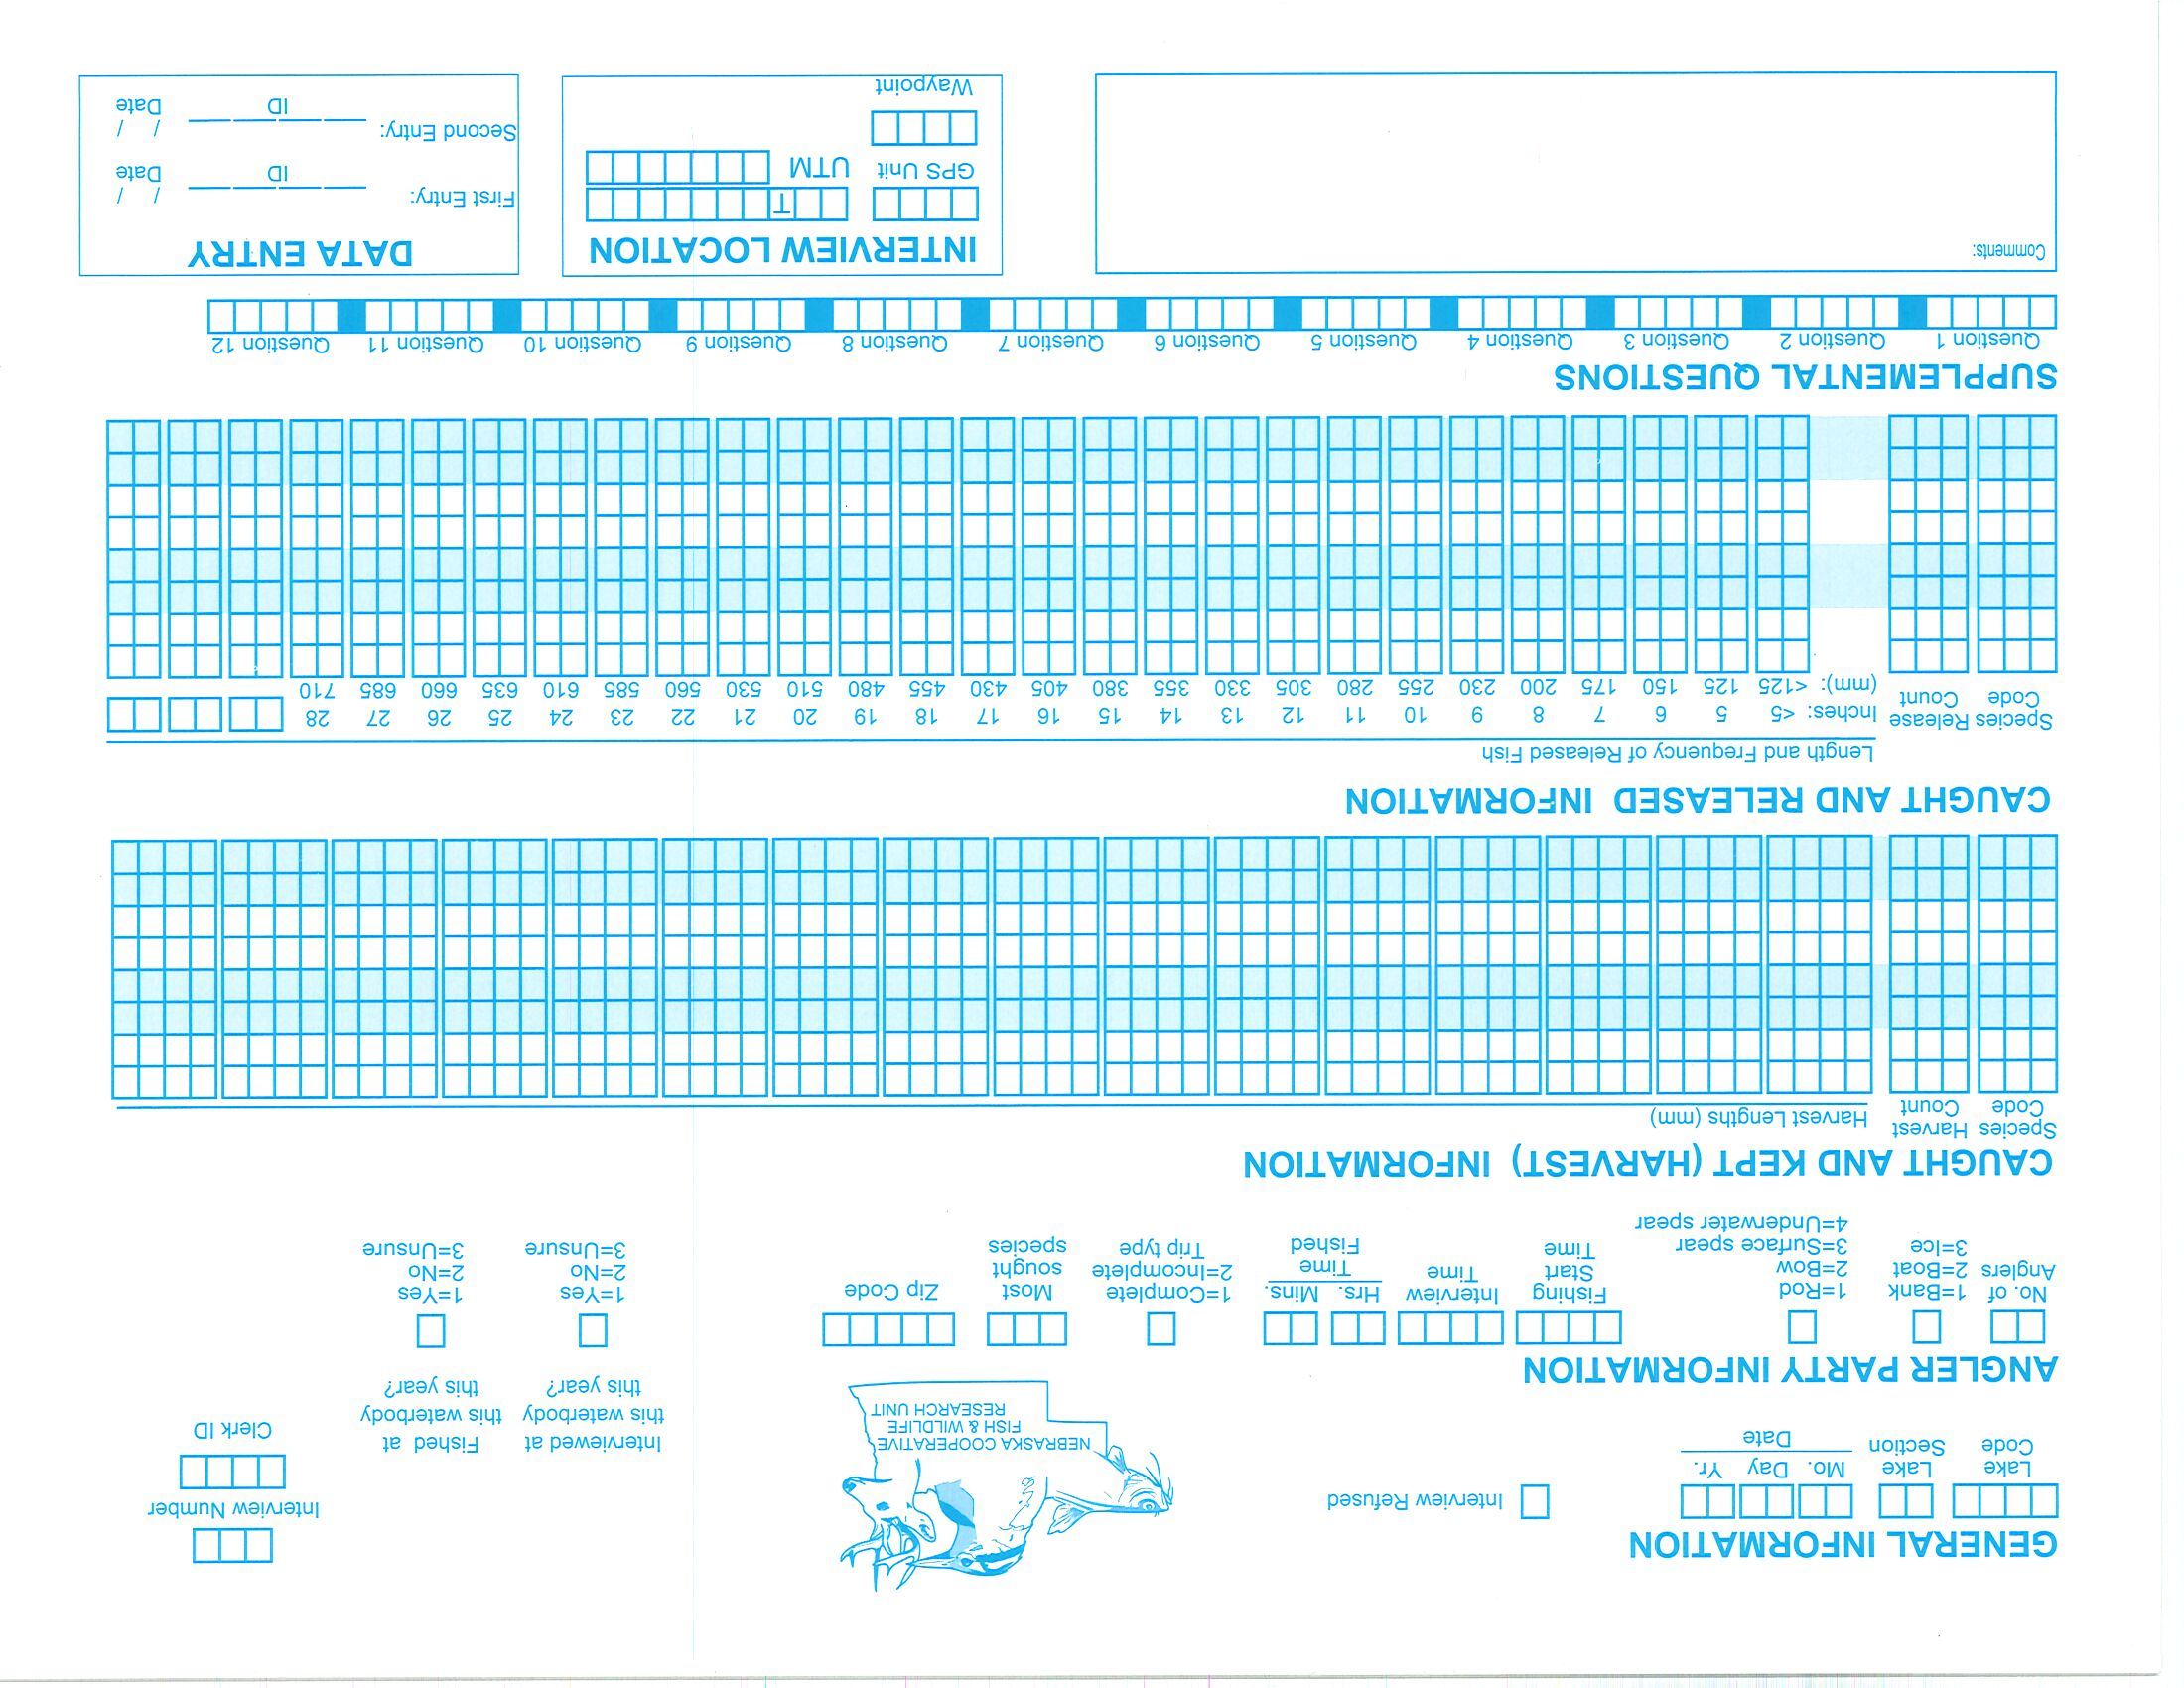 GENERAL INFORMATION
Lake Code
Lake Section
Mo. Day Yr.
Date
Interview Refused
NEBRASKA COOPERATIVE
FISH & WILDLIFE
RESEARCH UNIT
Interviewed at
this waterbody
this year?
1=Yes
2=No
3=Unsure
Fished at
this waterbody
this year?
1=Yes
2=No
3=Unsure
Interview Number
Clerk ID
ANGLER PARTY INFORMATION
No. of
Anglers
1=Bank
2=Boat
3=Ice
1=Rod
2=Bow
3=Surface spear
4=Underwater spear
Fishing
Start
Time
Interview
Time
Hrs. Mins.
Time
Fished
1=Complete
2=Incomplete
Trip type
Most
sought
species
Zip Code
CAUGHT AND KEPT (HARVEST) INFORMATION
Species
Code
Harvest
Count
Harvest Lengths (mm)
CAUGHT AND RELEASED INFORMATION
Length and Frequency of Released Fish
Species Release
Code Count
Inches: <5 5 6 7 8 9 10 11 12 13 14 15 16 17 18 19 20 21 22 23 24 25 26 27 28
(mm): <125 125 150 175 200 230 255 280 305 330 355 380 405 430 455 480 510 530 560 585 610 635 660 685 710
SUPPLEMENTAL QUESTIONS
Question 1 Question 2 Question 3 Question 4 Question 5 Question 6 Question 7 Question 8 Question 9 Question 10 Question 11 Question 12
Comments:
INTERVIEW LOCATION
T
GPS Unit
UTM
Waypoint
DATA ENTRY
First Entry:
/ /
ID Date
Second Entry:
/ /
ID Date